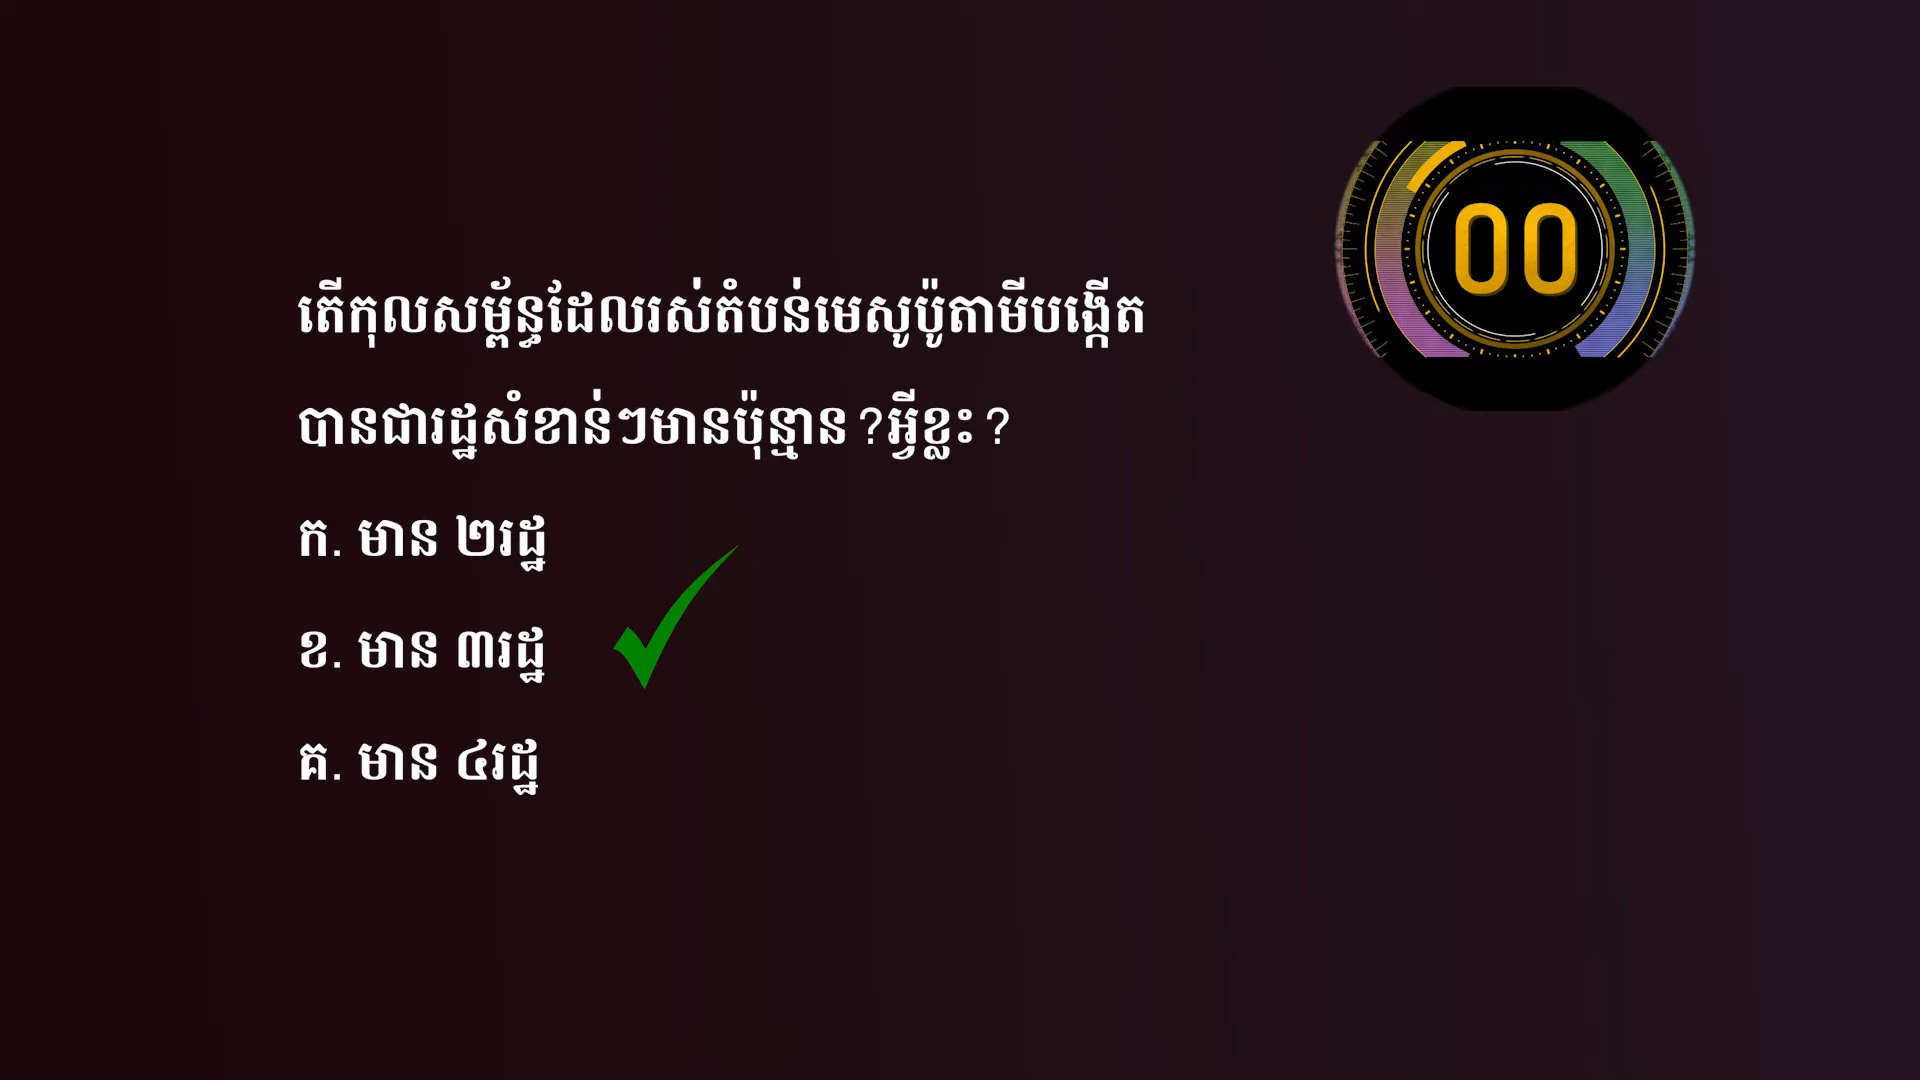 00
តើកុលសម្ព័ន្ធដែលរស់តំបន់មេសូប៉ូតាមីបង្កើត
បានជារដ្ឋសំខាន់ៗមានប៉ុន្មាន?អ្វីខ្លះ?
ក. មាន ២រដ្ឋ
ខ. មាន ៣រដ្ឋ
គ. មាន ៤រដ្ឋ